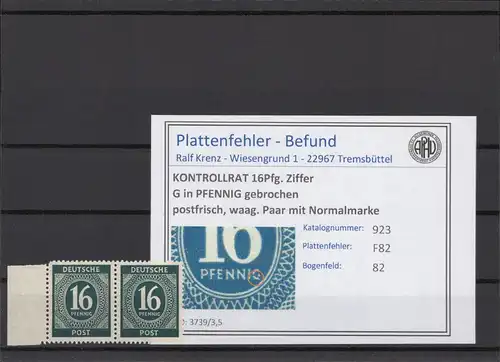 Plattenfehler - Befund
Ralf Krenz - Wiesengrund 1 - 22967 Tremsbüttel
KONTROLLRAT 16Pfg. Ziffer
G in PFENNIG gebrochen
postfrisch, waag. Paar mit Normalmarke
Katalognummer: 923
Plattenfehler: F82
Bogenfeld: 82
16
PFENNIG
: 3739/3,5
DEUTSCHE
16
PFENNIG
POST
DEUTSCHE
16
PFENNIG
POST